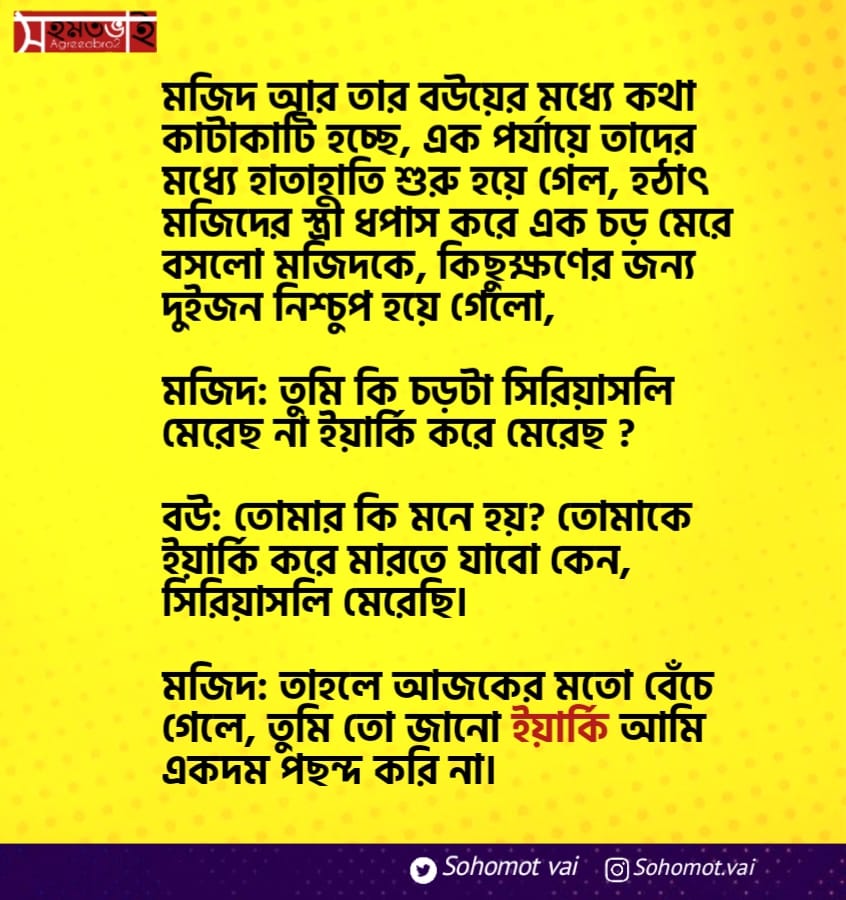 সহমতভাই
Agreeabro2
মজিদ আর তার বউয়ের মধ্যে কথা
কাটাকাটি হচ্ছে, এক পর্যায়ে তাদের
মধ্যে হাতাহাতি শুরু হয়ে গেল, হঠাৎ
মজিদের স্ত্রী ধপাস করে এক চড় মেরে
বসলো মজিদকে, কিছুক্ষণের জন্য
দুইজন নিশ্চুপ হয়ে গেলো,
মজিদ: তুমি কি চড়টা সিরিয়াসলি
মেরেছ না ইয়ার্কি করে মেরেছ ?
বউ: তোমার কি মনে হয়? তোমাকে
ইয়ার্কি করে মারতে যাবো কেন,
সিরিয়াসলি মেরেছি।
মজিদ: তাহলে আজকের মতো বেঁচে
গেলে, তুমি তো জানো ইয়ার্কি আমি
একদম পছন্দ করি না।
Sohomot vai Sohomot.vai